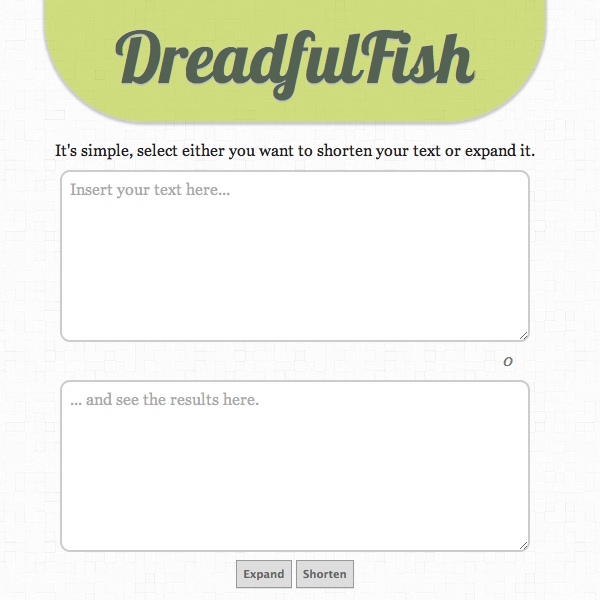 DreadfulFish
It's simple, select either you want to shorten your text or expand it.
Insert your text here...
0
... and see the results here.
Expand Shorten